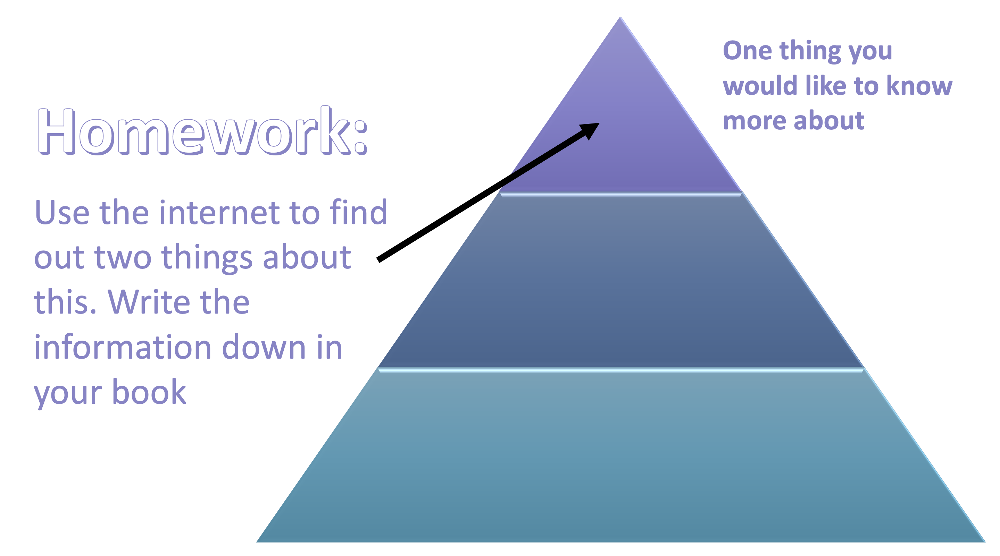 Homework:
Use the internet to find
out two things about
this. Write the
information down in
your book
One thing you
would like to know
more about